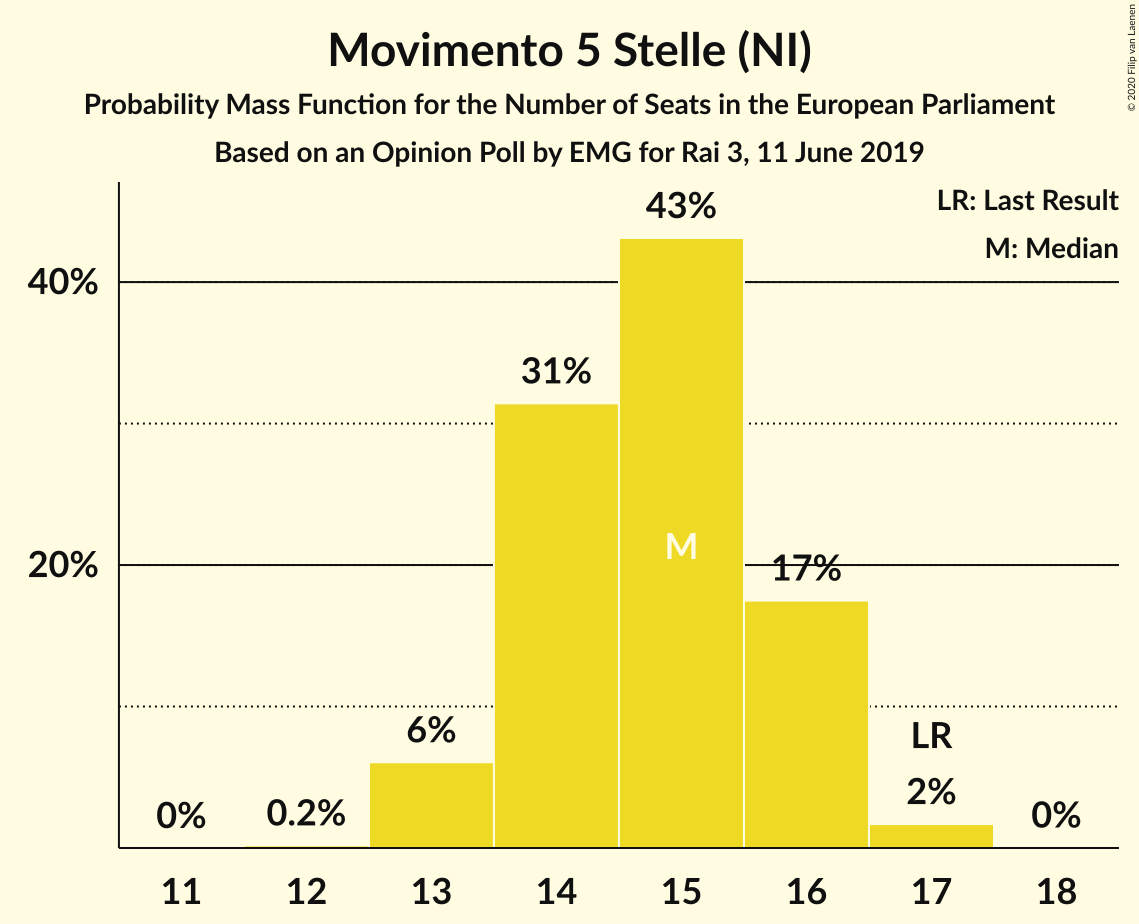 Movimento 5 Stelle (NI)
Probability Mass Function for the Number of Seats in the European Parliament
Based on an Opinion Poll by EMG for Rai 3, 11 June 2019
© 2020 Filip van Laenen
LR: Last Result
M: Median
43%
40%
31%
M
20%
17%
6%
LR
2%
0%
0.2%
0%
11 12 13 14 15 16 17 18